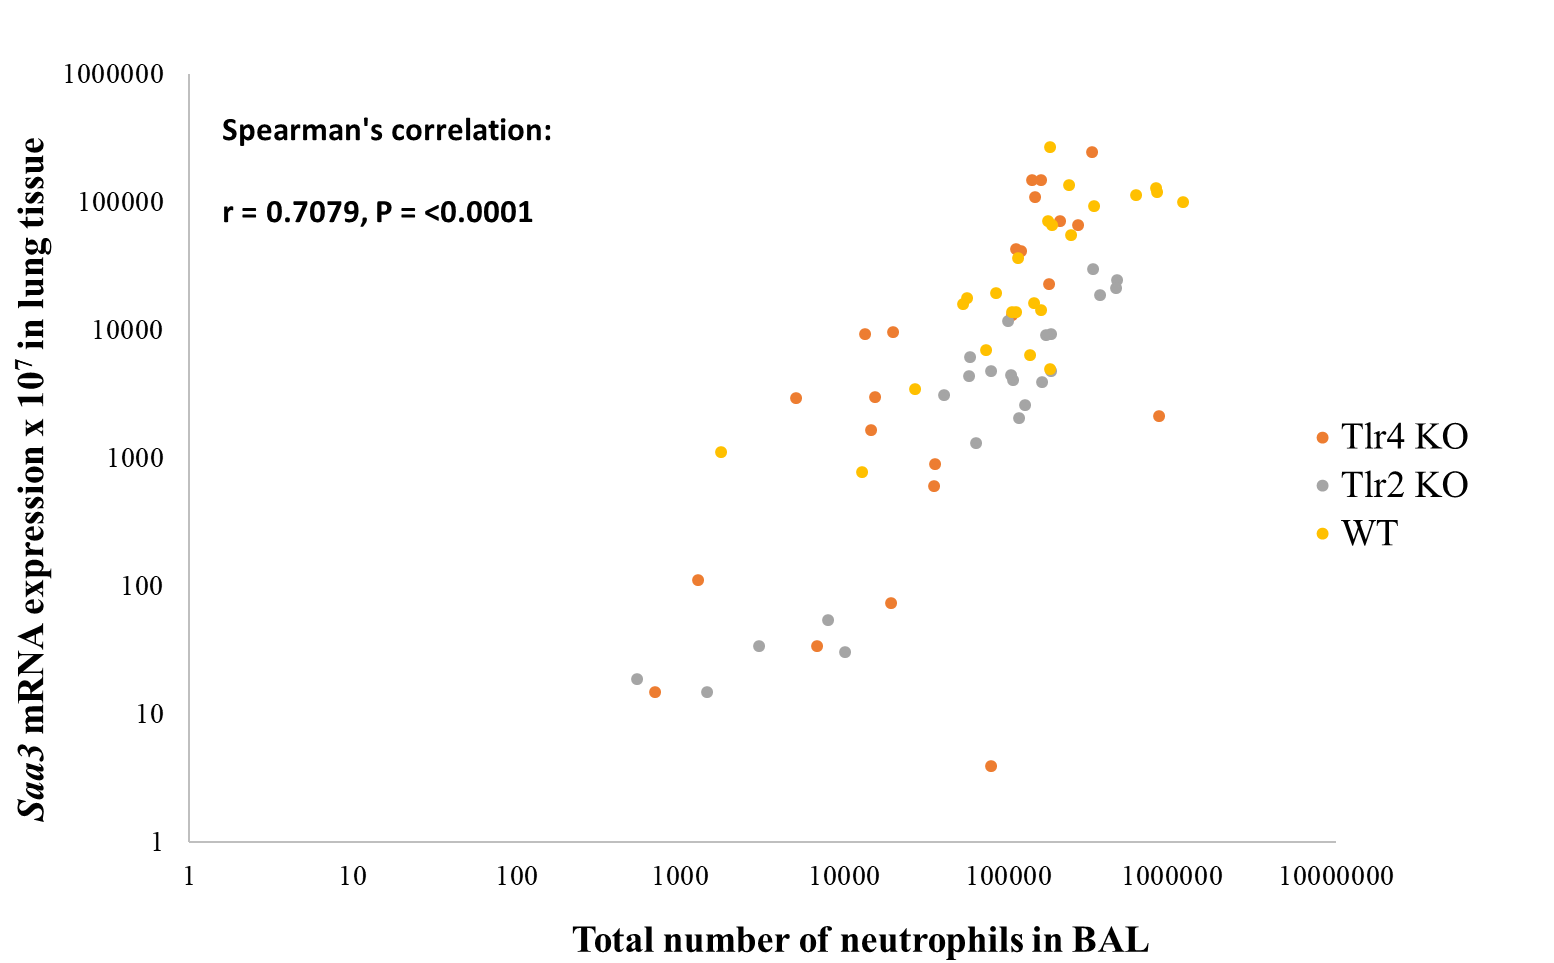 Spearman's correlation:
r = 0.7079, P = <0.0001
Saa3 mRNA expression x 10⁷ in lung tissue
1000000
100000
10000
1000
100
10
1
1 10 100 1000 10000 100000 1000000 10000000
Total number of neutrophils in BAL
Tlr4 KO
Tlr2 KO
WT